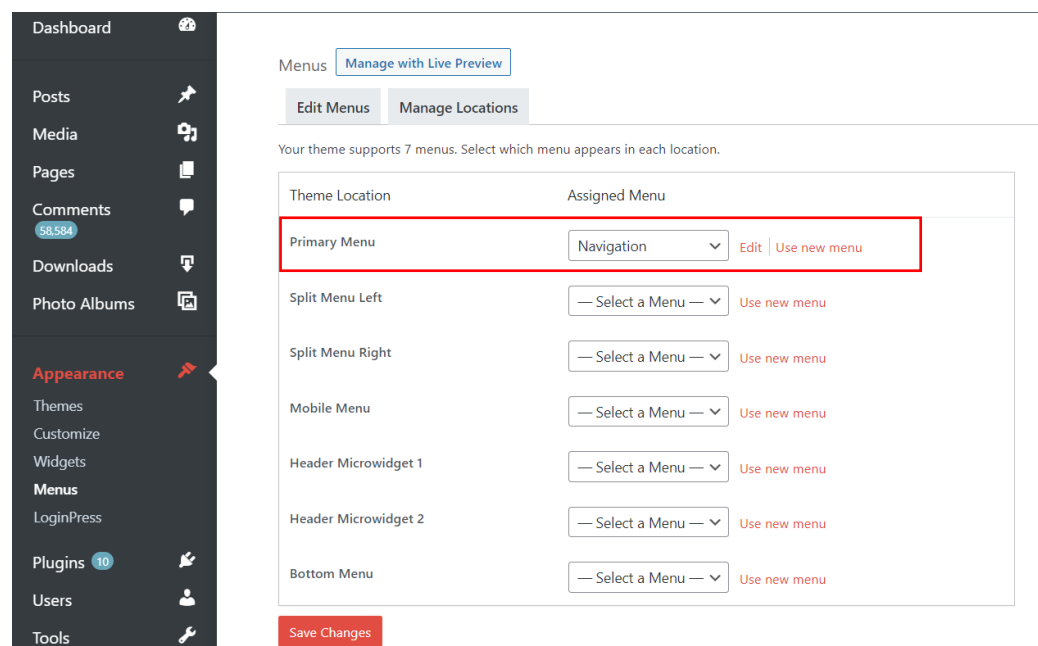 Dashboard
Posts
Media
Pages
Comments
58,584
Downloads
Photo Albums
Appearance
Themes
Customize
Widgets
Menus
LoginPress
Plugins 10
Users
Tools
Menus Manage with Live Preview
Edit Menus Manage Locations
Your theme supports 7 menus. Select which menu appears in each location.
Theme Location Assigned Menu
Primary Menu Navigation Edit Use new menu
Split Menu Left — Select a Menu — Use new menu
Split Menu Right — Select a Menu — Use new menu
Mobile Menu — Select a Menu — Use new menu
Header Microwidget 1 — Select a Menu — Use new menu
Header Microwidget 2 — Select a Menu — Use new menu
Bottom Menu — Select a Menu — Use new menu
Save Changes